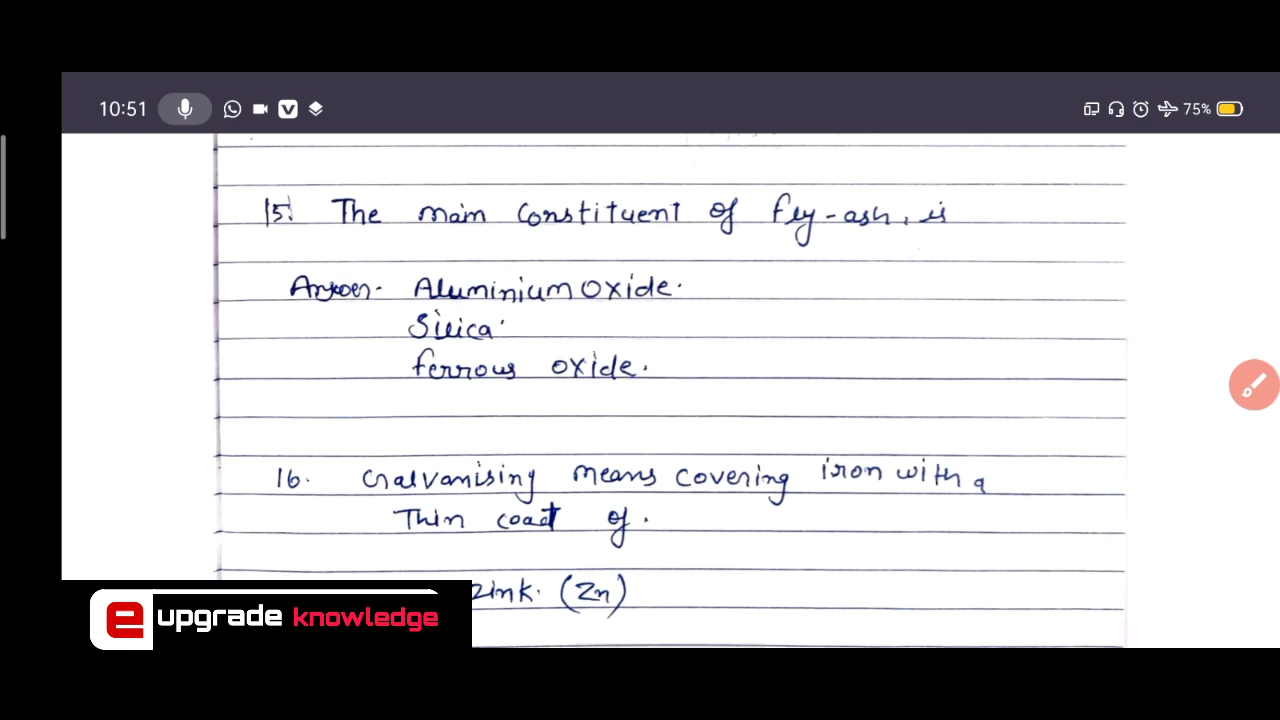 10:51 75%
15. The main constituent of fly-ash, is
Answer. Aluminium oxide.
Silica
ferrous oxide.
16. Galvanising means covering iron with a
Thin coat of.
zink. (Zn)
e upgrade knowledge